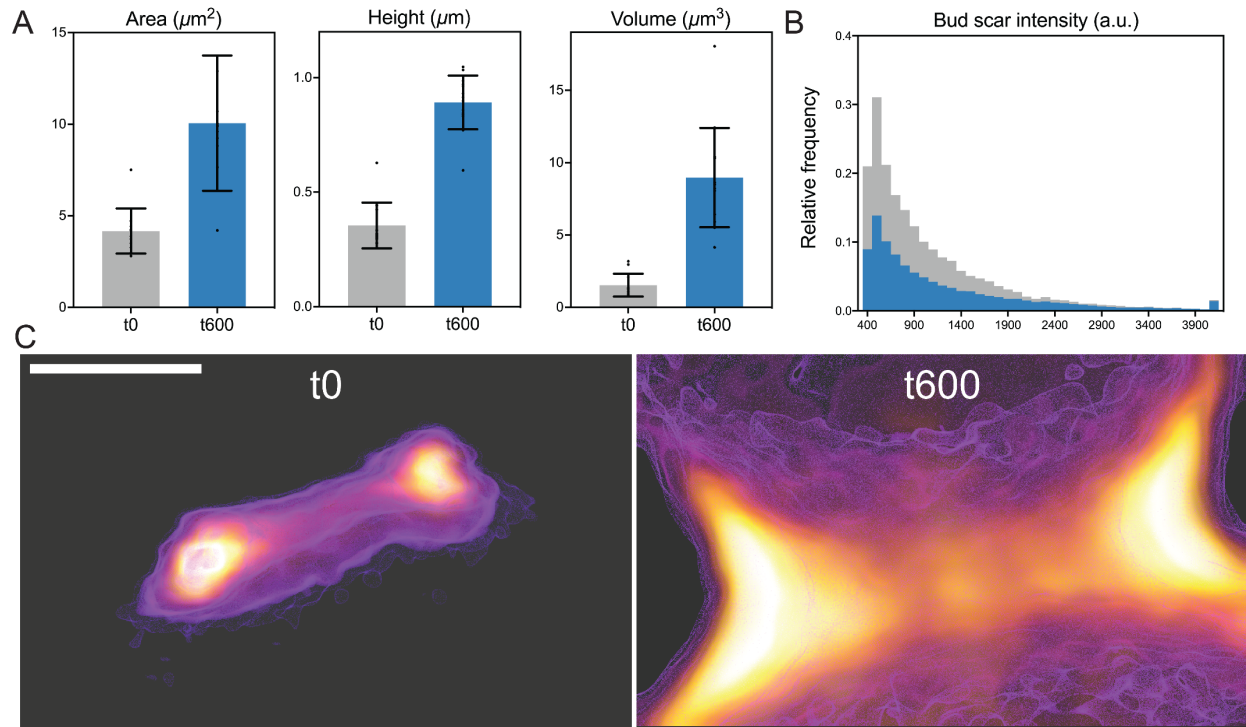 A
Area (μm²)
15
10
5
0
t0
t600
Height (μm)
1.0
0.5
0.0
t0
t600
Volume (μm³)
15
10
5
0
t0
t600
B
Bud scar intensity (a.u.)
Relative frequency
0.4
0.3
0.2
0.1
0.0
400 900 1400 1900 2400 2900 3400 3900
C
t0
t600